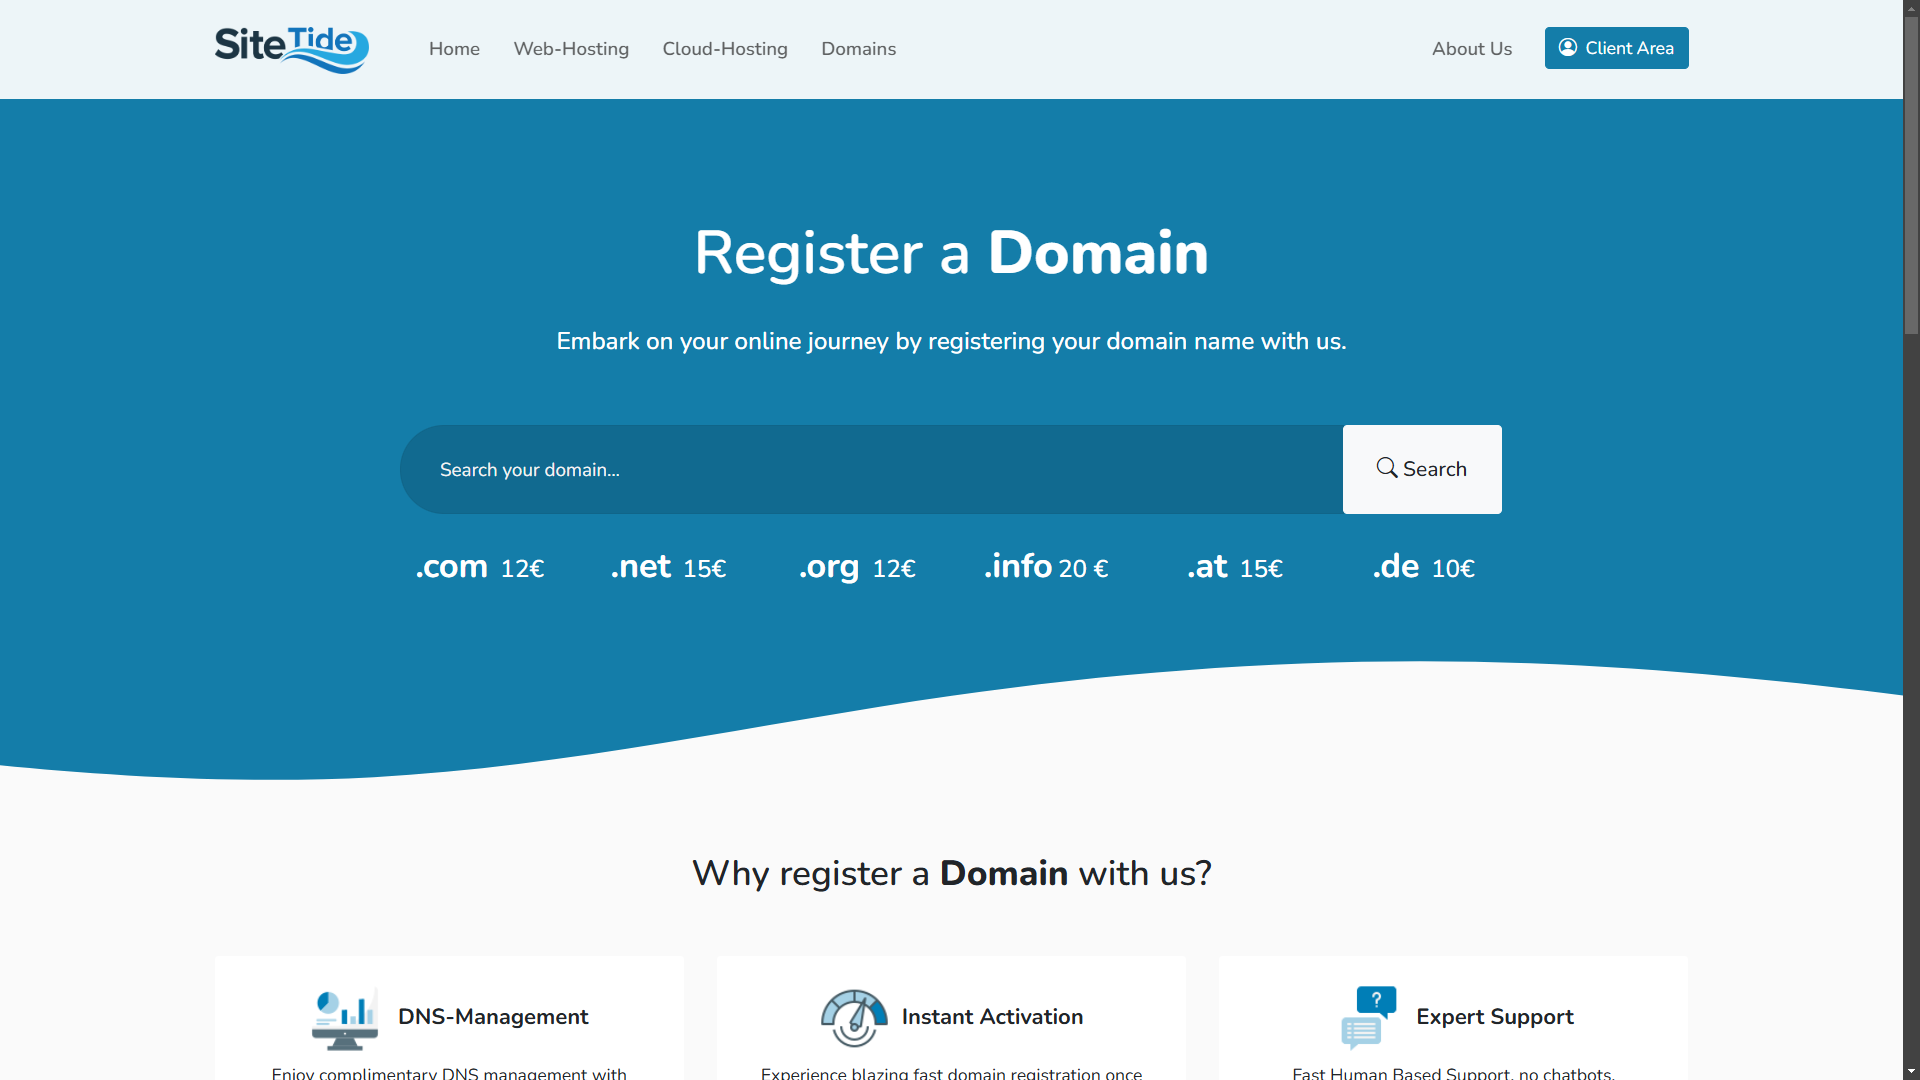 SiteTide
Home
Web-Hosting
Cloud-Hosting
Domains
About Us
Client Area
Register a Domain
Embark on your online journey by registering your domain name with us.
Search your domain...
Search
.com 12€
.net 15€
.org 12€
.info 20 €
.at 15€
.de 10€
Why register a Domain with us?
DNS-Management
Enjoy complimentary DNS management with
Instant Activation
Experience blazing fast domain registration once
Expert Support
?
Fast Human Based Support, no chatbots.